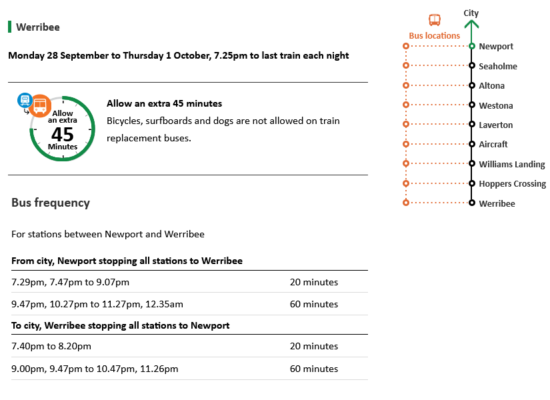 Werribee
Monday 28 September to Thursday 1 October, 7.25pm to last train each night
Allow
an extra
45
Minutes
Allow an extra 45 minutes
Bicycles, surfboards and dogs are not allowed on train
replacement buses.
Bus frequency
For stations between Newport and Werribee
From city, Newport stopping all stations to Werribee
7.29pm, 7.47pm to 9.07pm 20 minutes
9.47pm, 10.27pm to 11.27pm, 12.35am 60 minutes
To city, Werribee stopping all stations to Newport
7.40pm to 8.20pm 20 minutes
9.00pm, 9.47pm to 10.47pm, 11.26pm 60 minutes
City
Bus locations
Newport
Seaholme
Altona
Westona
Laverton
Aircraft
Williams Landing
Hoppers Crossing
Werribee